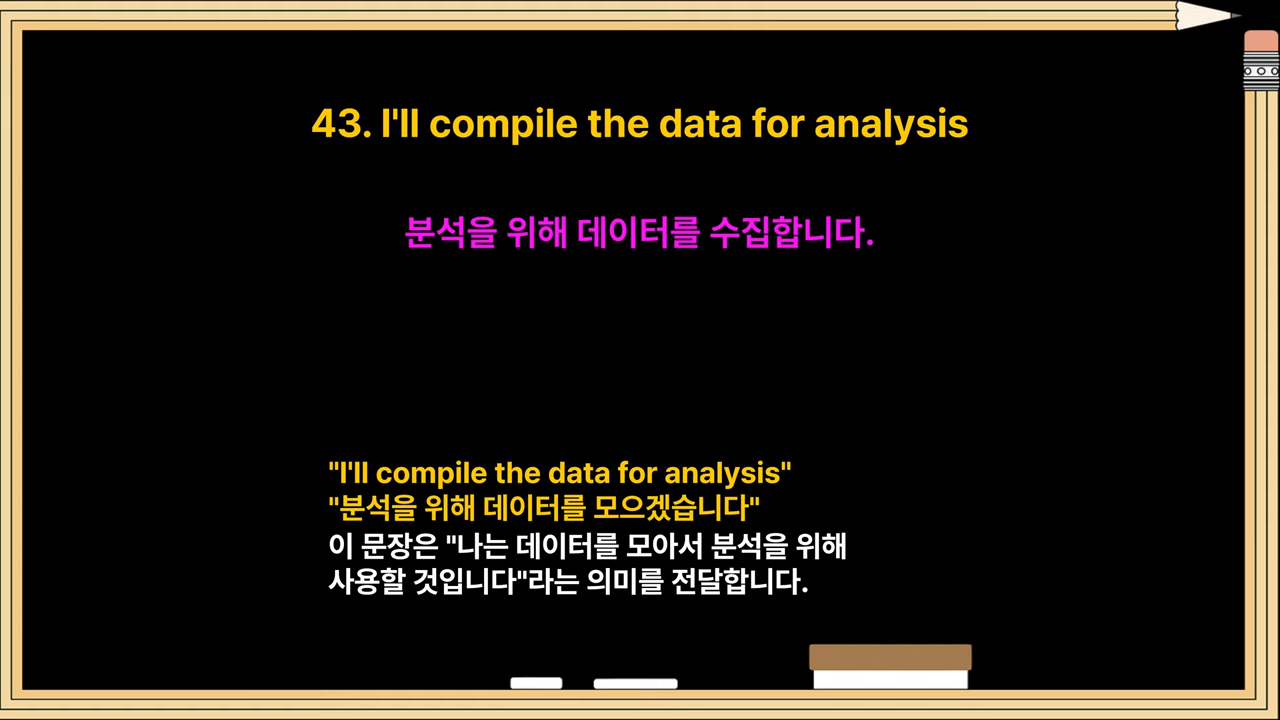 43. I'll compile the data for analysis
분석을 위해 데이터를 수집합니다.
"I'll compile the data for analysis"
"분석을 위해 데이터를 모으겠습니다"
이 문장은 "나는 데이터를 모아서 분석을 위해
사용할 것입니다"라는 의미를 전달합니다.